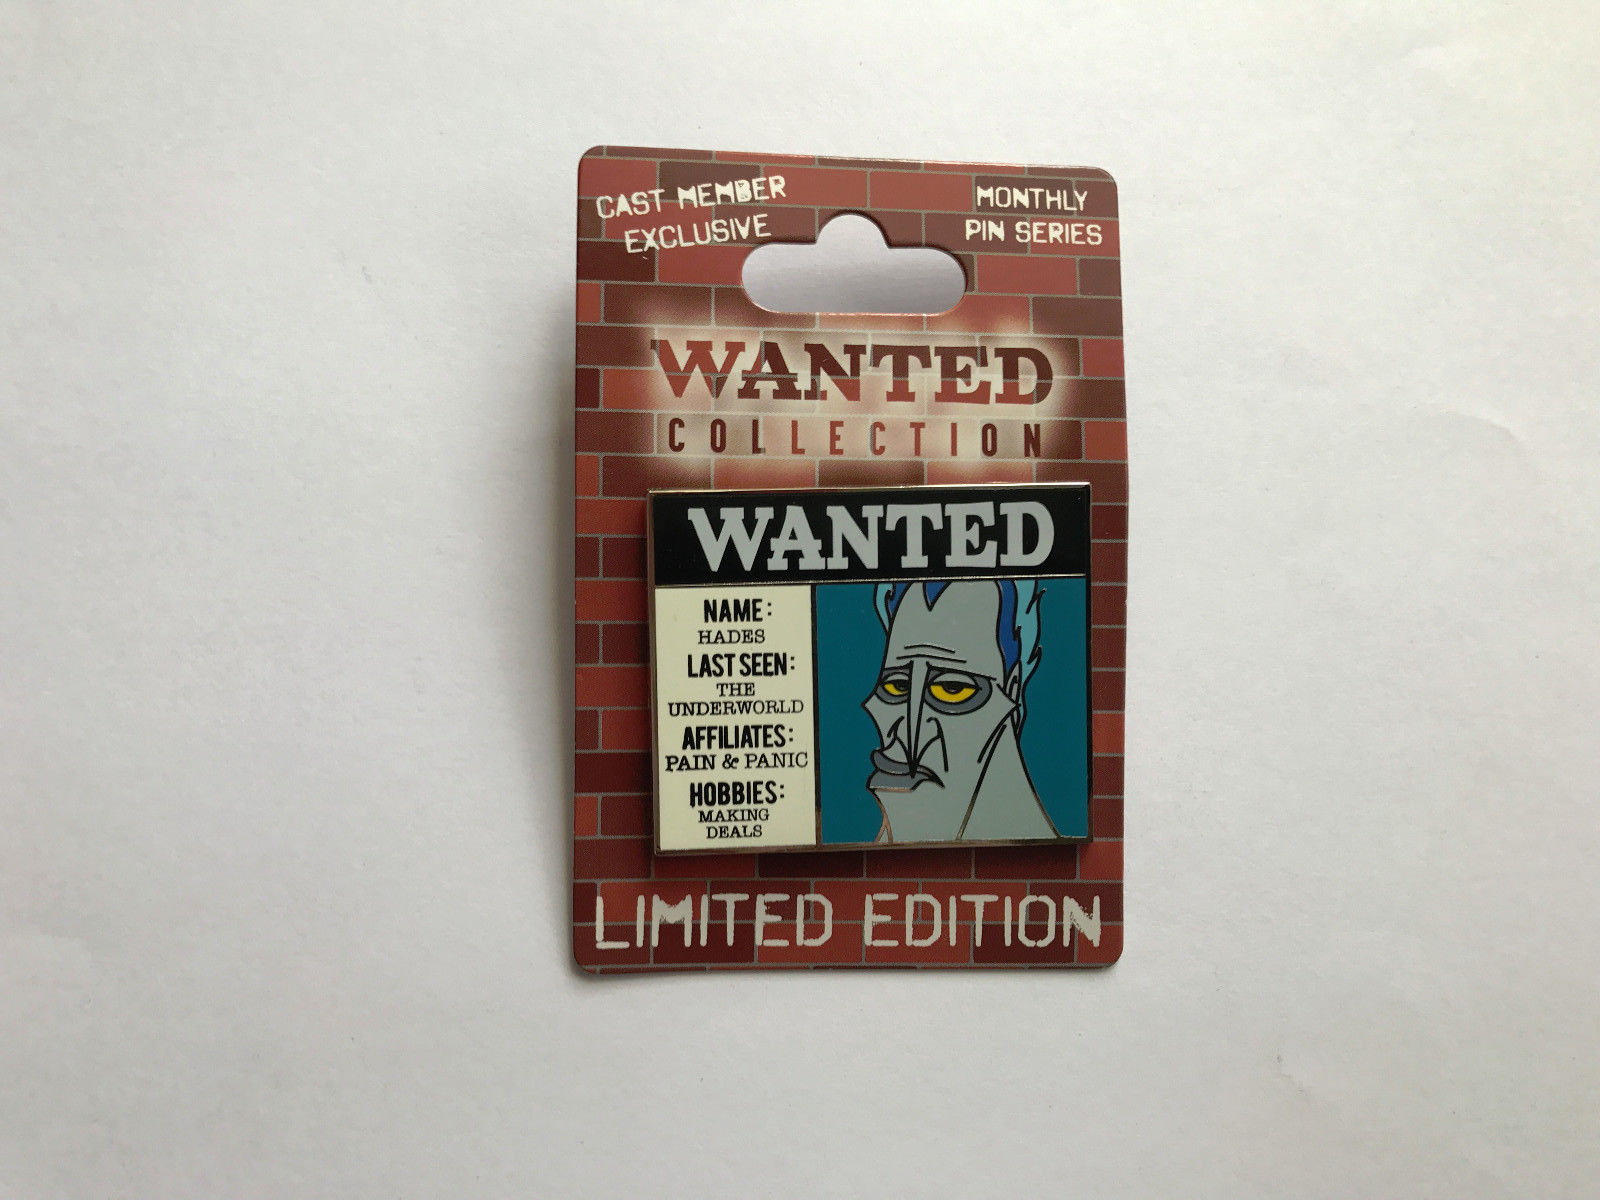 CAST MEMBER
EXCLUSIVE
MONTHLY
PIN SERIES
WANTED
COLLECTION
WANTED
NAME:
HADES
LAST SEEN:
THE
UNDERWORLD
AFFILIATES:
PAIN & PANIC
HOBBIES:
MAKING
DEALS
LIMITED EDITION